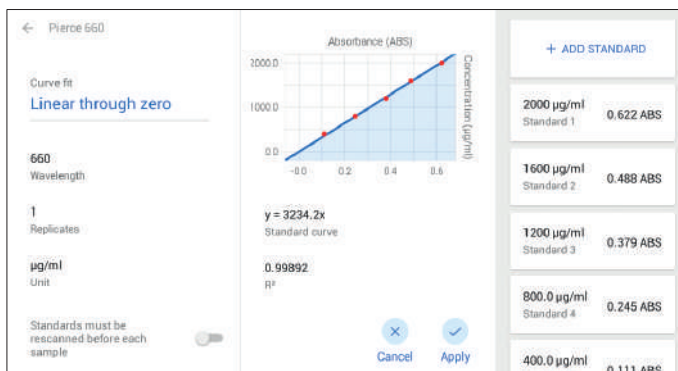 Pierce 660
Curve fit
Linear through zero
660
Wavelength
1
Replicates
µg/ml
Unit
Standards must be
rescanned before each
sample
Absorbance (ABS)
2000.0
1000.0
0.0
-0.0 0.2 0.4 0.6
Concentration (µg/ml)
y = 3234.2x
Standard curve
0.99892
R²
Cancel Apply
+ ADD STANDARD
2000 µg/ml
Standard 1
0.622 ABS
1600 µg/ml
Standard 2
0.488 ABS
1200 µg/ml
Standard 3
0.379 ABS
800.0 µg/ml
Standard 4
0.245 ABS
400.0 µg/ml
0.111 ABS